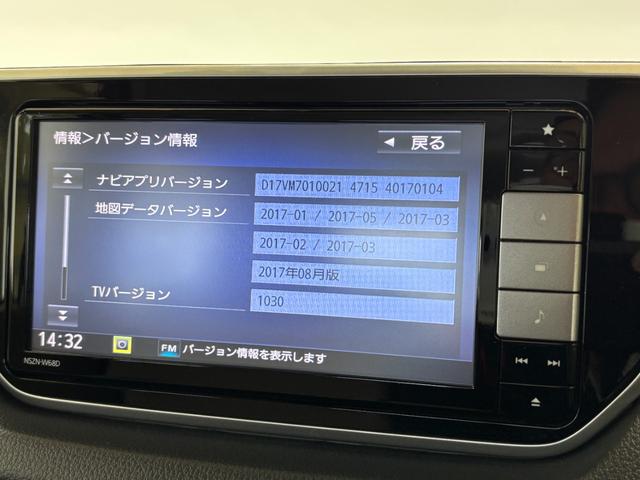 情報>バージョン情報
戻る
ナビアプリバージョン
D17VM7010021 4715 40170104
地図データバージョン
2017-01 / 2017-05 / 2017-03
2017-02 / 2017-03
2017年08月版
TVバージョン
1030
14:32
FM
バージョン情報を表示します
NSZN-W68D